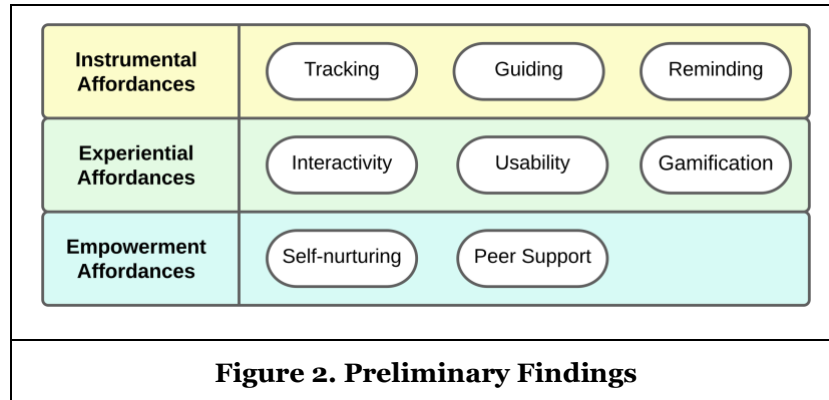 Instrumental
Affordances
Tracking
Guiding
Reminding
Experiential
Affordances
Interactivity
Usability
Gamification
Empowerment
Affordances
Self-nurturing
Peer Support
Figure 2. Preliminary Findings